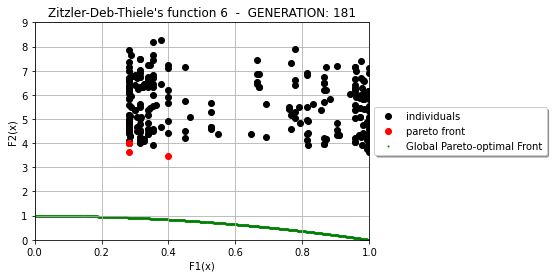 Zitzler-Deb-Thiele's function 6 - GENERATION: 181
9
8
7
6
5
4
3
2
1
0
F2(x)
0.0 0.2 0.4 0.6 0.8 1.0
F1(x)
individuals
pareto front
Global Pareto-optimal Front